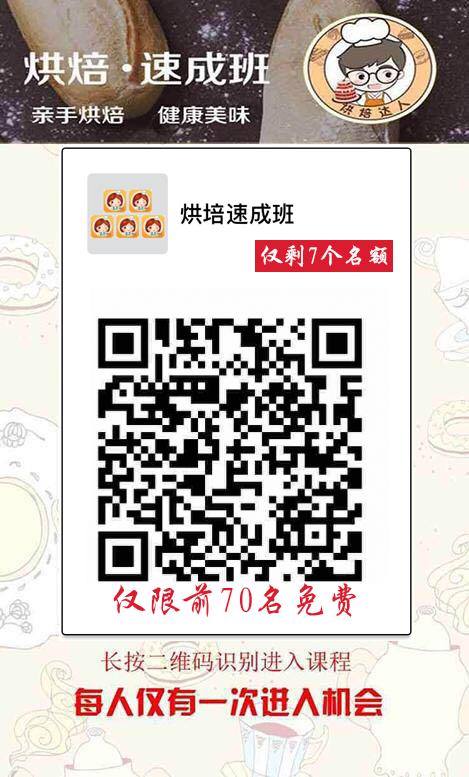 烘焙·速成班
亲手烘焙 健康美味
烘焙达人
烘培速成班
仅剩7个名额
仅限前70名免费
长按二维码识别进入课程
每人仅有一次进入机会